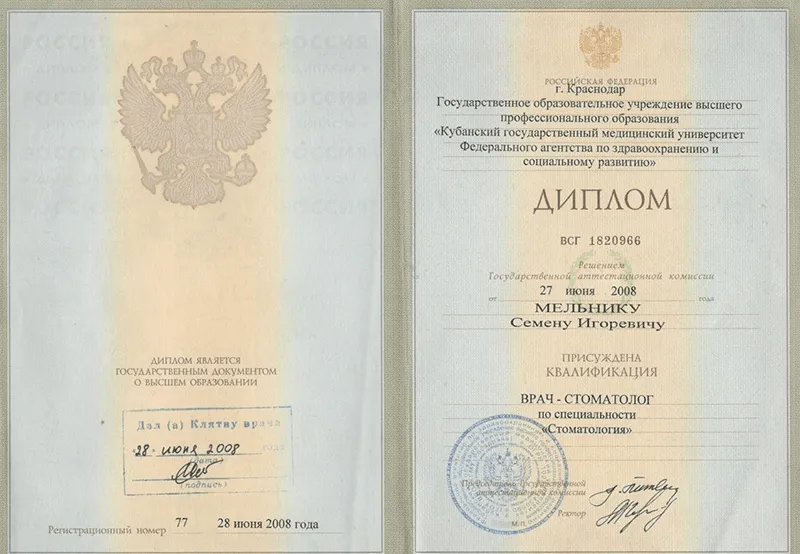 ДИПЛОМ ЯВЛЯЕТСЯ
ГОСУДАРСТВЕННЫМ ДОКУМЕНТОМ
О ВЫСШЕМ ОБРАЗОВАНИИ
Дал (а) Клятву врача
28 июня 2008 года
(дата)
(подпись)
Регистрационный номер 77 28 июня 2008 года
РОССИЙСКАЯ ФЕДЕРАЦИЯ
г. Краснодар
Государственное образовательное учреждение высшего
профессионального образования
«Кубанский государственный медицинский университет
Федерального агентства по здравоохранению и
социальному развитию»
ДИПЛОМ
ВСГ 1820966
Решением
Государственной аттестационной комиссии
от 27 июня 2008 года
МЕЛЬНИКУ
Семену Игоревичу
ПРИСУЖДЕНА
КВАЛИФИКАЦИЯ
ВРАЧ - СТОМАТОЛОГ
по специальности
«Стоматология»
Председатель Государственной
аттестационной комиссии
Ректор
М.П.